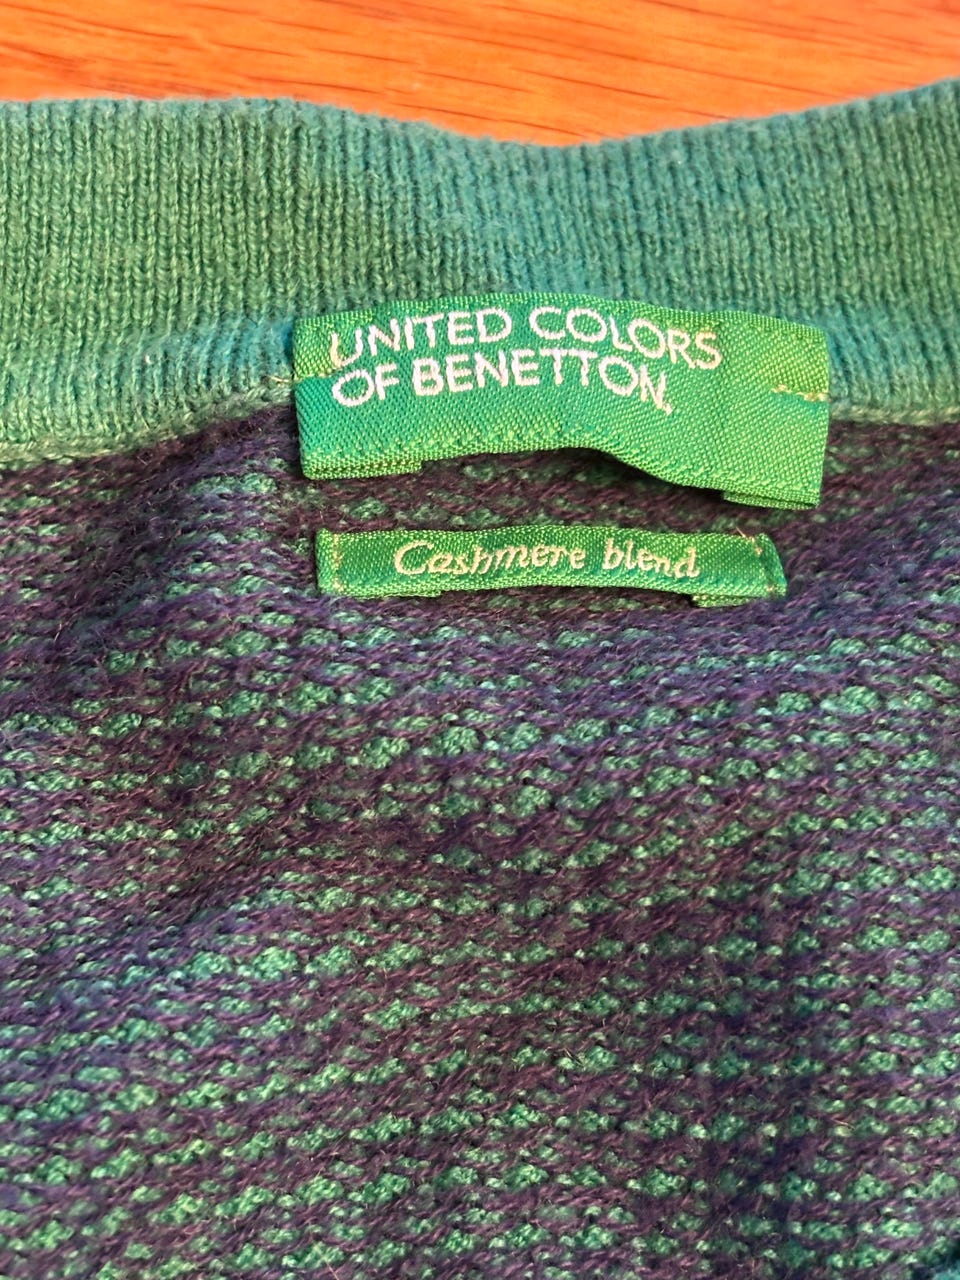 UNITED COLORS
OF BENETTON.
Cashmere blend